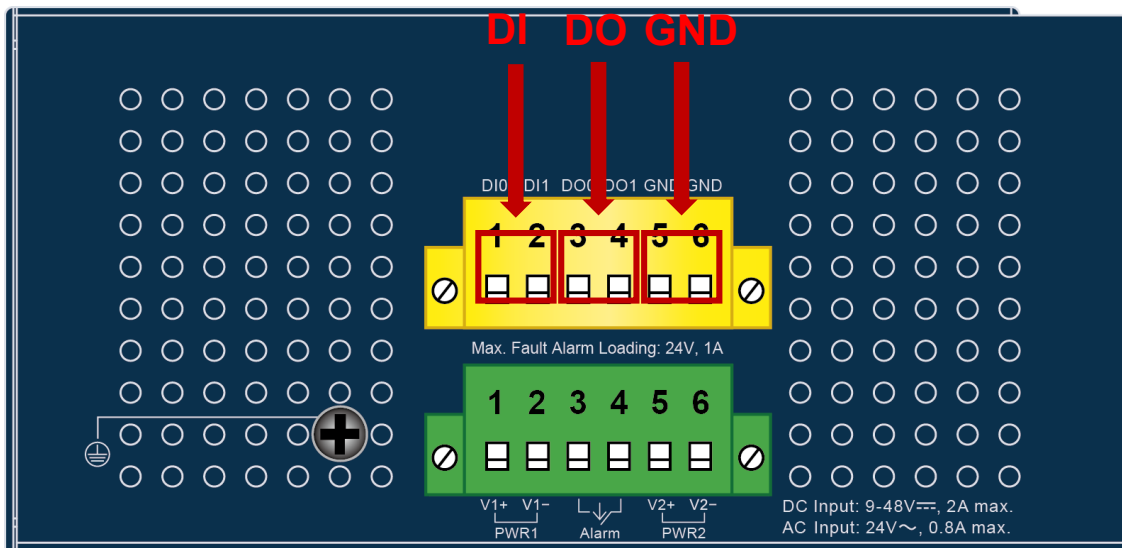 DI DO GND
DI0 DI1 DO0 DO1 GND GND
1 2 3 4 5 6
Max. Fault Alarm Loading: 24V, 1A
1 2 3 4 5 6
V1+ V1− V2+ V2−
PWR1 Alarm PWR2
DC Input: 9-48V⎓, 2A max.
AC Input: 24V～, 0.8A max.